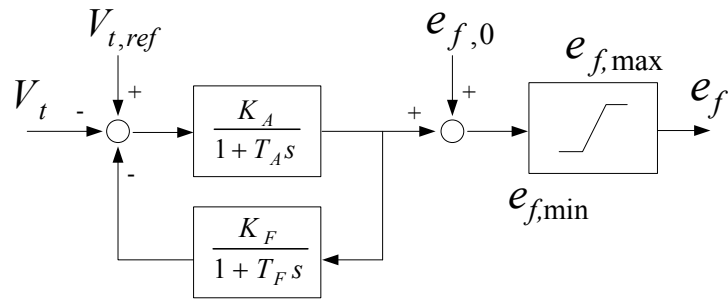 V_{t,ref}
e_{f,0}
e_{f,max}
V_t
-
+
K_A
1 + T_A s
+
+
e_f
-
K_F
1 + T_F s
e_{f,min}